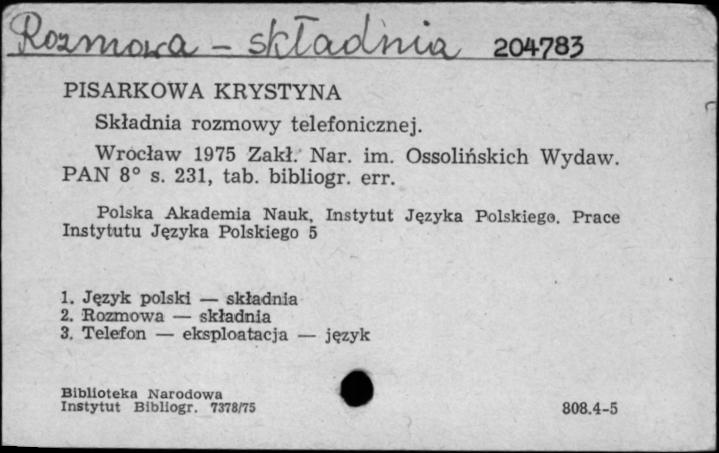 Rozmowa – składnia 204783
PISARKOWA KRYSTYNA
Składnia rozmowy telefonicznej.
Wrocław 1975 Zakł. Nar. im. Ossolińskich Wydaw.
PAN 8° s. 231, tab. bibliogr. err.
Polska Akademia Nauk, Instytut Języka Polskiego. Prace
Instytutu Języka Polskiego 5
1. Język polski — składnia
2. Rozmowa — składnia
3. Telefon — eksploatacja — język
Biblioteka Narodowa
Instytut Bibliogr. 7378/75 808.4-5